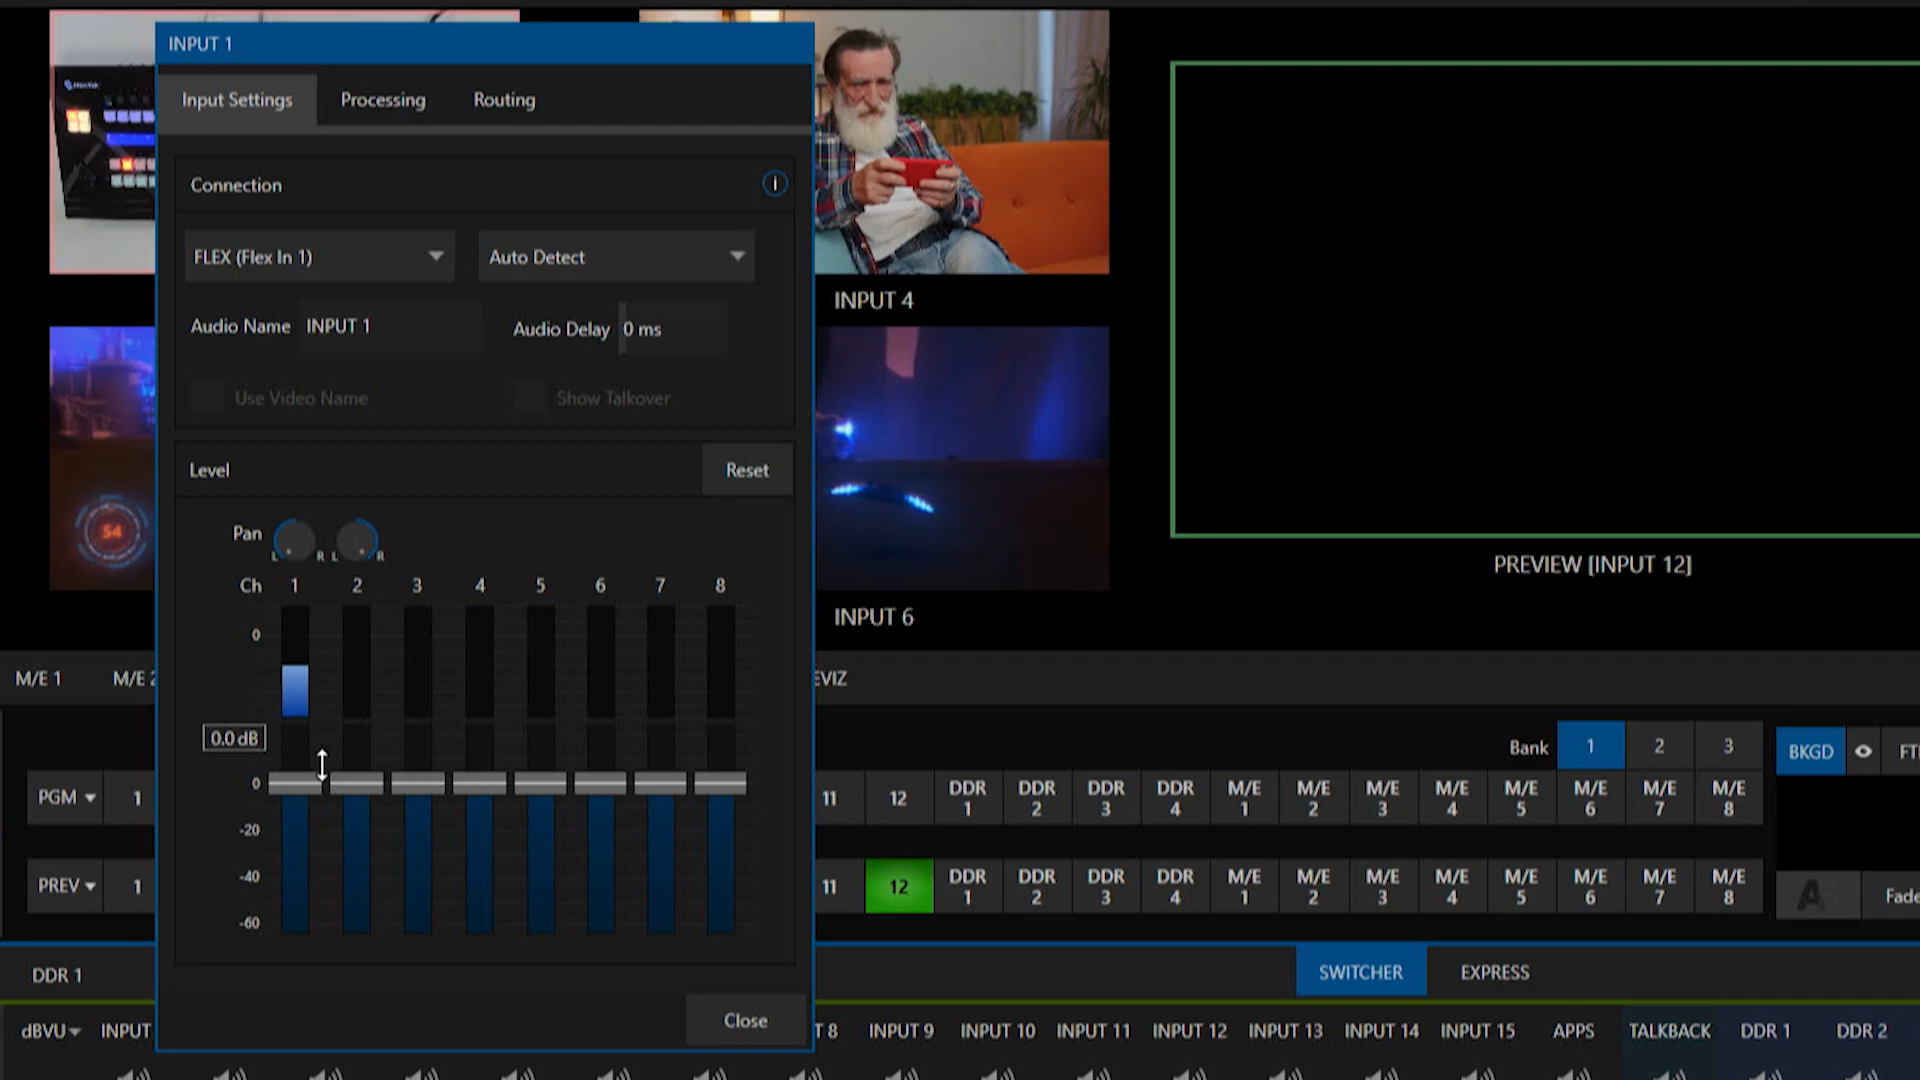 INPUT 1
Input Settings
Processing
Routing
Connection
i
FLEX (Flex In 1)
Auto Detect
Audio Name INPUT 1
Audio Delay 0 ms
Use Video Name
Show Talkover
Level
Reset
Pan L R L R
Ch 1 2 3 4 5 6 7 8
0
0.0 dB
0
-20
-40
-60
Close
54
INPUT 4
INPUT 6
PREVIEW [INPUT 12]
M/E 1 M/E 2
EVIZ
Bank 1 2 3
BKGD
PGM 1
11 12 DDR 1 DDR 2 DDR 3 DDR 4 M/E 1 M/E 2 M/E 3 M/E 4 M/E 5 M/E 6 M/E 7 M/E 8
PREV 1
11 12 DDR 1 DDR 2 DDR 3 DDR 4 M/E 1 M/E 2 M/E 3 M/E 4 M/E 5 M/E 6 M/E 7 M/E 8
Fade
DDR 1
SWITCHER EXPRESS
dBVU INPUT
T 8 INPUT 9 INPUT 10 INPUT 11 INPUT 12 INPUT 13 INPUT 14 INPUT 15 APPS TALKBACK DDR 1 DDR 2